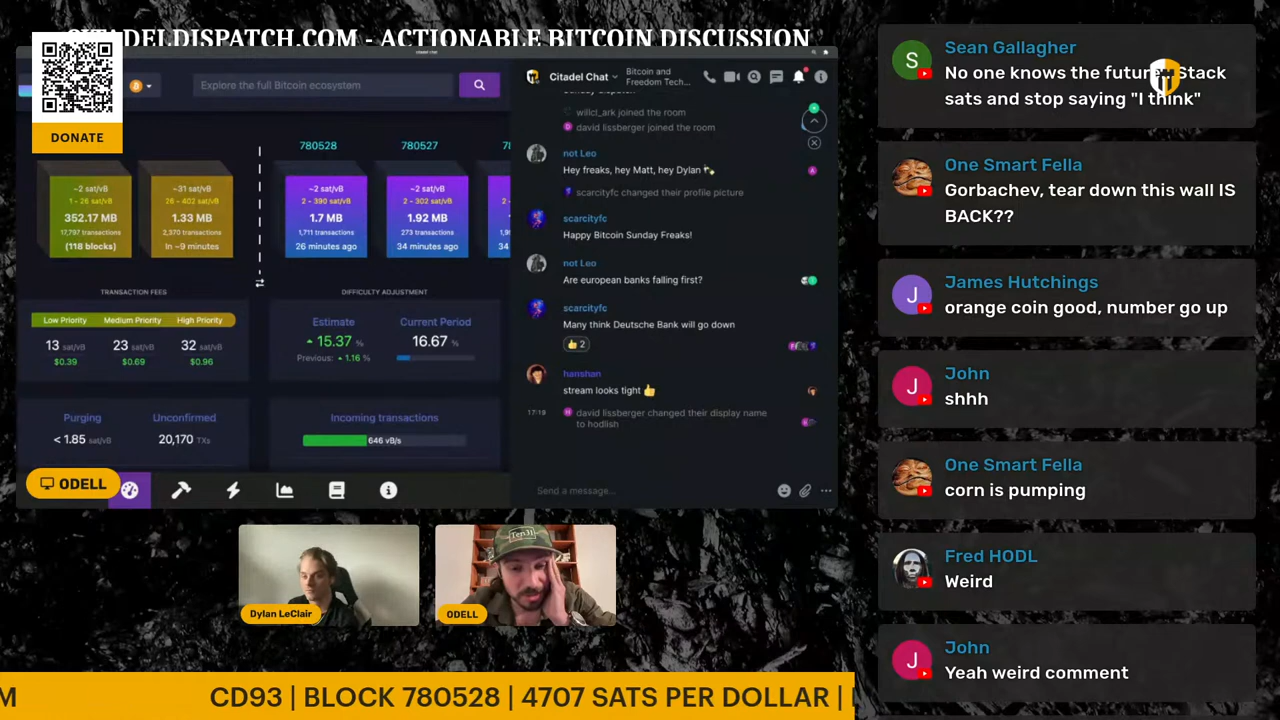 CITADELDISPATCH.COM - ACTIONABLE BITCOIN DISCUSSION
DONATE
Explore the full Bitcoin ecosystem
780528
780527
~2 sat/vB
1 - 26 sat/vB
352.17 MB
17,797 transactions
(118 blocks)
~31 sat/vB
26 - 402 sat/vB
1.33 MB
2,370 transactions
In ~9 minutes
~2 sat/vB
2 - 390 sat/vB
1.7 MB
1,711 transactions
26 minutes ago
~2 sat/vB
2 - 302 sat/vB
1.92 MB
273 transactions
34 minutes ago
TRANSACTION FEES
Low Priority
Medium Priority
High Priority
13 sat/vB
23 sat/vB
32 sat/vB
$0.39
$0.69
$0.96
DIFFICULTY ADJUSTMENT
Estimate
Current Period
15.37 %
16.67 %
Previous: 1.16 %
Purging
Unconfirmed
< 1.85 sat/vB
20,170 TXs
Incoming transactions
646 vB/s
ODELL
Citadel Chat
Bitcoin and
Freedom Tech...
willcl_ark joined the room
david lissberger joined the room
not Leo
Hey freaks, hey Matt, hey Dylan
scarcityfc changed their profile picture
scarcityfc
Happy Bitcoin Sunday Freaks!
not Leo
Are european banks falling first?
scarcityfc
Many think Deutsche Bank will go down
2
hanshan
stream looks tight
17:19
david lissberger changed their display name
to hodlish
Send a message...
Dylan LeClair
Ten31
ODELL
Sean Gallagher
No one knows the future. Stack
sats and stop saying "I think"
One Smart Fella
Gorbachev, tear down this wall IS
BACK??
James Hutchings
orange coin good, number go up
John
shhh
One Smart Fella
corn is pumping
Fred HODL
Weird
John
Yeah weird comment
M
CD93 | BLOCK 780528 | 4707 SATS PER DOLLAR |